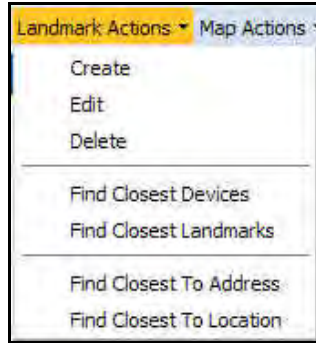 Landmark Actions Map Actions
Create
Edit
Delete
Find Closest Devices
Find Closest Landmarks
Find Closest To Address
Find Closest To Location